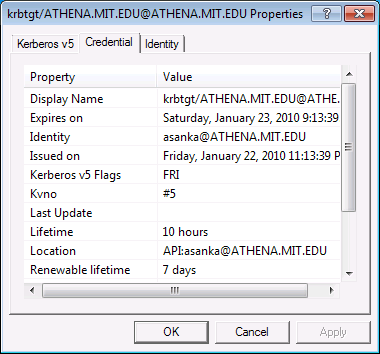 krbtgt/ATHENA.MIT.EDU@ATHENA.MIT.EDU Properties
Kerberos v5 Credential Identity
Property Value
Display Name krbtgt/ATHENA.MIT.EDU@ATHE.
Expires on Saturday, January 23, 2010 9:13:39
Identity asanka@ATHENA.MIT.EDU
Issued on Friday, January 22, 2010 11:13:39 P
Kerberos v5 Flags FRI
Kvno #5
Last Update
Lifetime 10 hours
Location API:asanka@ATHENA.MIT.EDU
Renewable lifetime 7 days
OK Cancel Apply